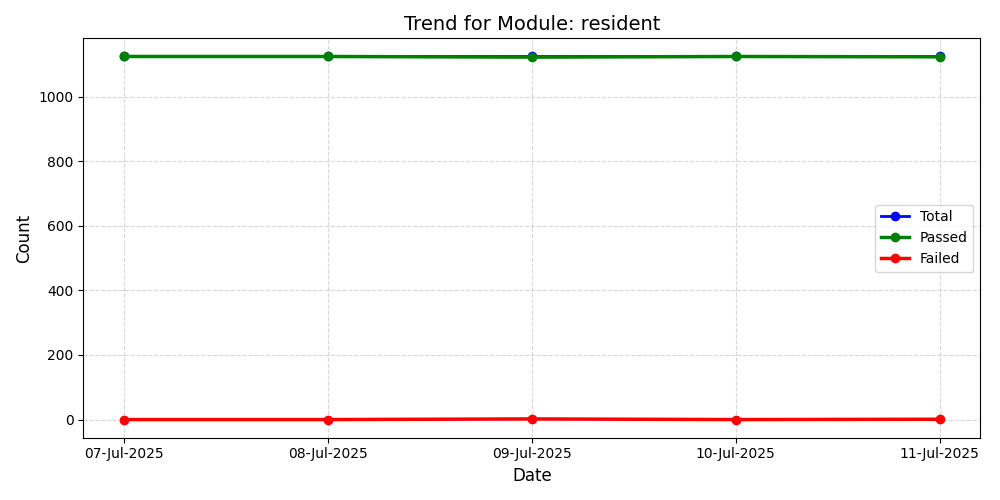 Trend for Module: resident
Count
1000
800
600
400
200
0
Total
Passed
Failed
07-Jul-2025
08-Jul-2025
09-Jul-2025
10-Jul-2025
11-Jul-2025
Date